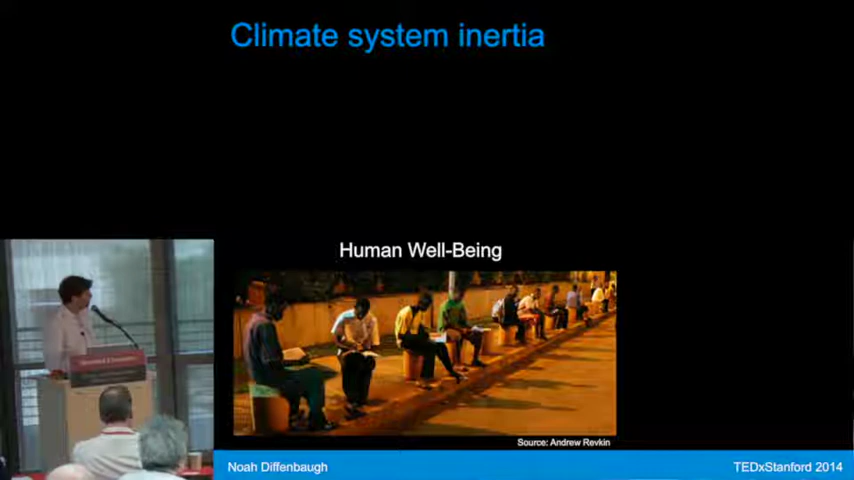 Climate system inertia
Human Well-Being
Source: Andrew Revkin
Noah Diffenbaugh
TEDxStanford 2014